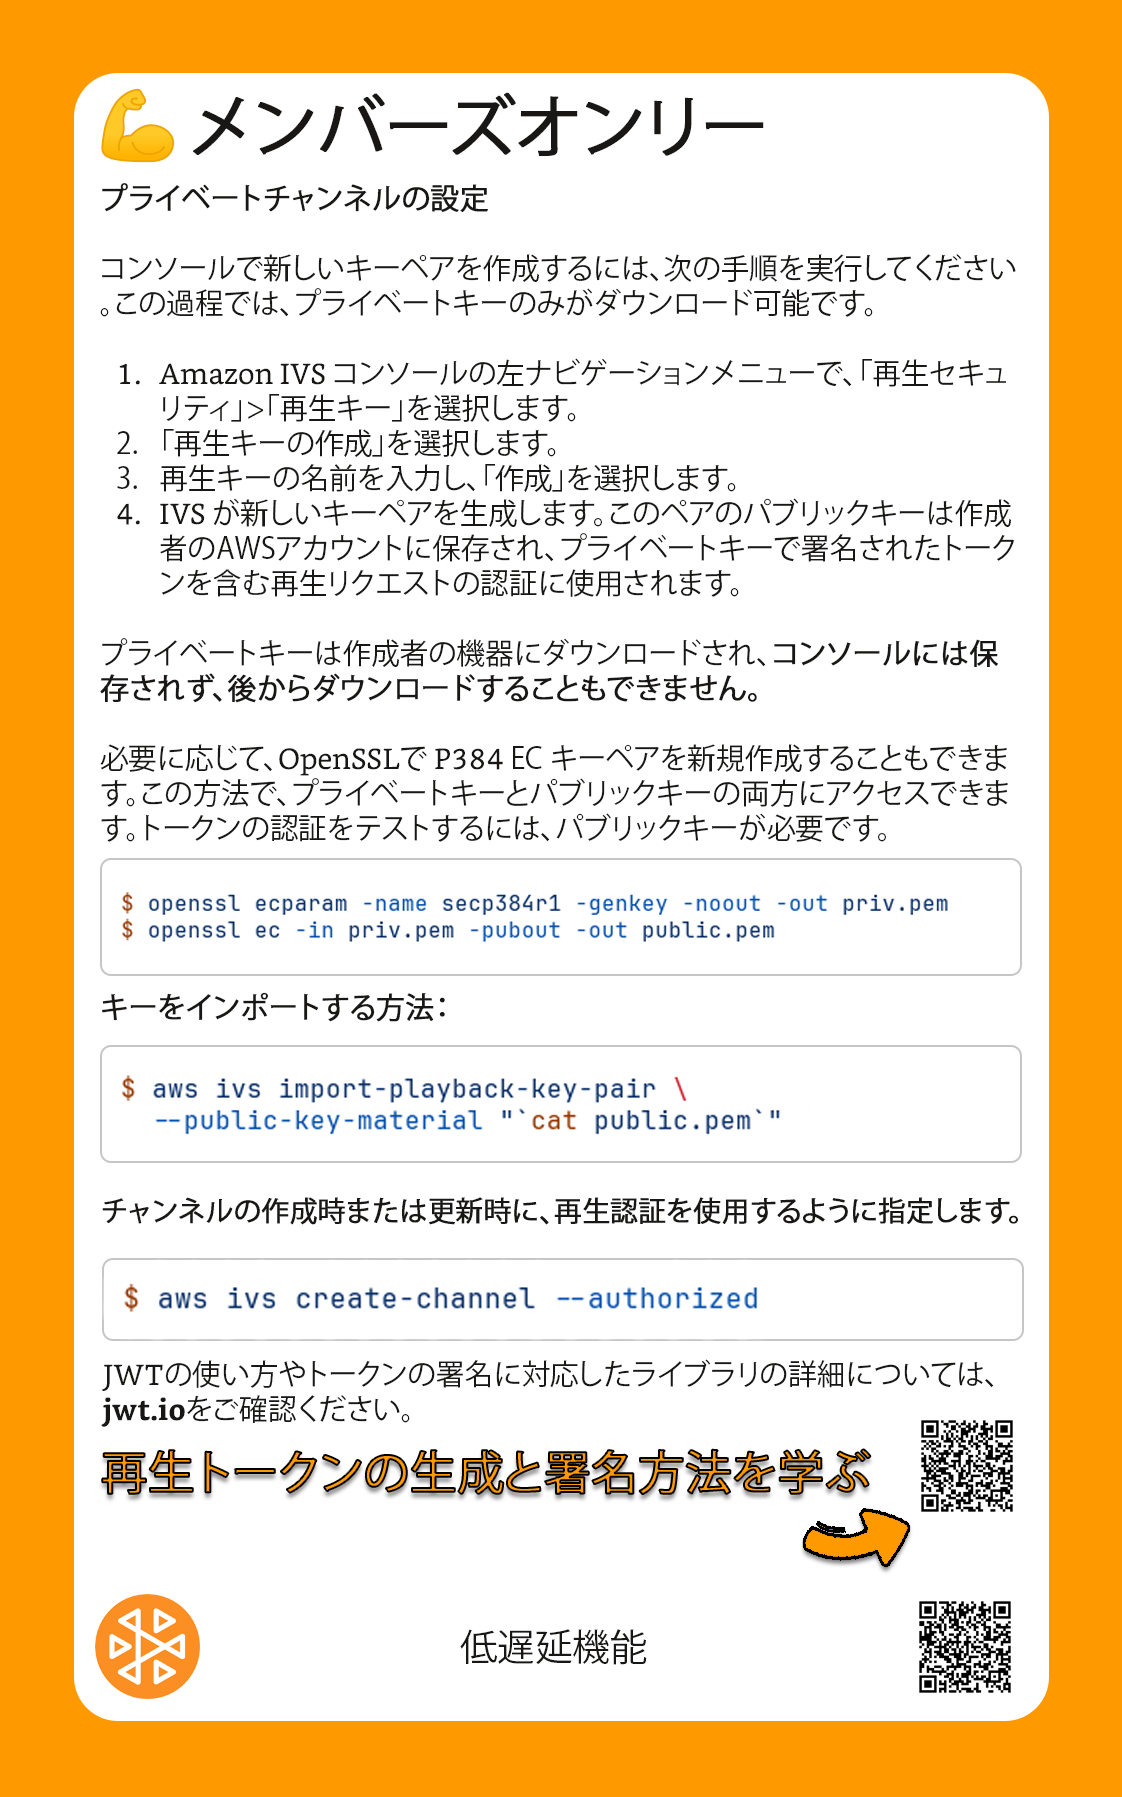 💪 メンバーズオンリー
プライベートチャンネルの設定
コンソールで新しいキーペアを作成するには、次の手順を実行してください
。この過程では、プライベートキーのみがダウンロード可能です。
1. Amazon IVS コンソールの左ナビゲーションメニューで、「再生セキュ
リティ」>「再生キー」を選択します。
2. 「再生キーの作成」を選択します。
3. 再生キーの名前を入力し、「作成」を選択します。
4. IVS が新しいキーペアを生成します。このペアのパブリックキーは作成
者のAWSアカウントに保存され、プライベートキーで署名されたトーク
ンを含む再生リクエストの認証に使用されます。
プライベートキーは作成者の機器にダウンロードされ、コンソールには保
存されず、後からダウンロードすることもできません。
必要に応じて、OpenSSLで P384 EC キーペアを新規作成することもできま
す。この方法で、プライベートキーとパブリックキーの両方にアクセスできま
す。トークンの認証をテストするには、パブリックキーが必要です。
$ openssl ecparam -name secp384r1 -genkey -noout -out priv.pem
$ openssl ec -in priv.pem -pubout -out public.pem
キーをインポートする方法：
$ aws ivs import-playback-key-pair \
--public-key-material "`cat public.pem`"
チャンネルの作成時または更新時に、再生認証を使用するように指定します。
$ aws ivs create-channel --authorized
JWTの使い方やトークンの署名に対応したライブラリの詳細については、
jwt.ioをご確認ください。
再生トークンの生成と署名方法を学ぶ
低遅延機能